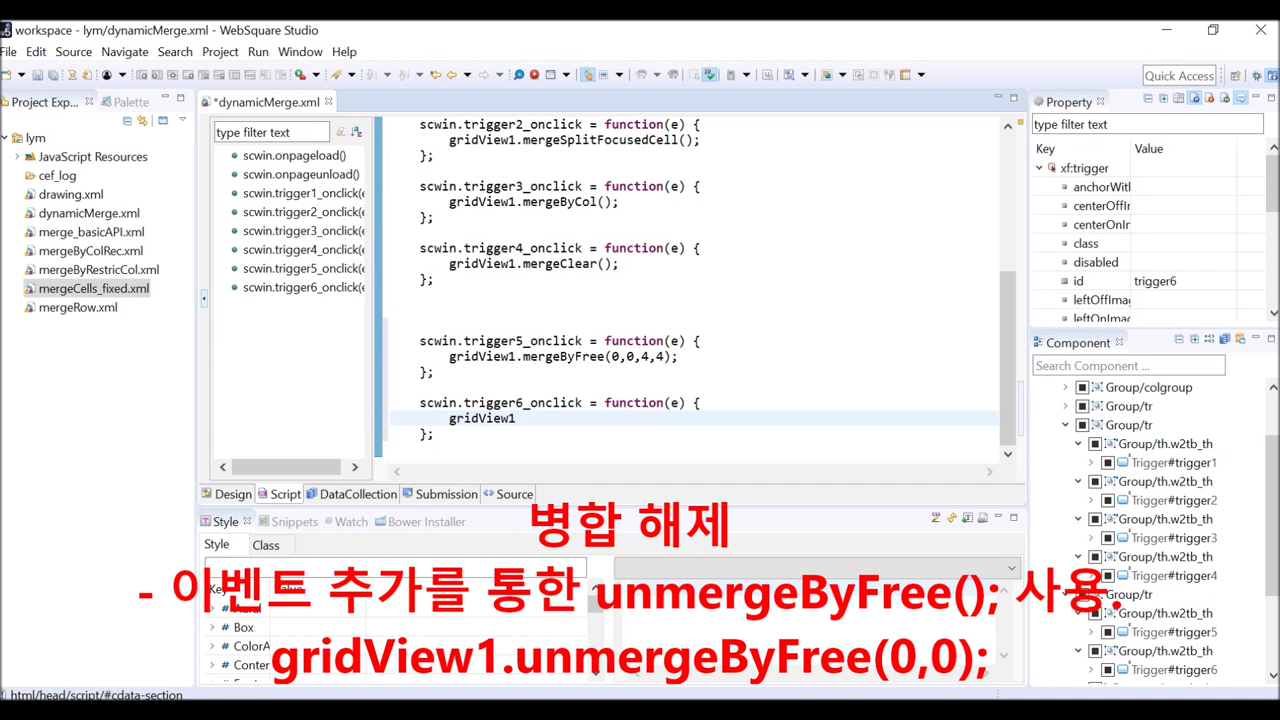 workspace - lym/dynamicMerge.xml - WebSquare Studio
File Edit Source Navigate Search Project Run Window Help
Quick Access
Project Exp...
Palette
lym
JavaScript Resources
cef_log
drawing.xml
dynamicMerge.xml
merge_basicAPI.xml
mergeByColRec.xml
mergeByRestricCol.xml
mergeCells_fixed.xml
mergeRow.xml
*dynamicMerge.xml
type filter text
scwin.onpageload()
scwin.onpageunload()
scwin.trigger1_onclick(e
scwin.trigger2_onclick(e
scwin.trigger3_onclick(e
scwin.trigger4_onclick(e
scwin.trigger5_onclick(e
scwin.trigger6_onclick(e
scwin.trigger2_onclick = function(e) {
gridView1.mergeSplitFocusedCell();
};
scwin.trigger3_onclick = function(e) {
gridView1.mergeByCol();
};
scwin.trigger4_onclick = function(e) {
gridView1.mergeClear();
};
scwin.trigger5_onclick = function(e) {
gridView1.mergeByFree(0,0,4,4);
};
scwin.trigger6_onclick = function(e) {
gridView1
};
Design Script DataCollection Submission Source
Property
type filter text
Key Value
xf:trigger
anchorWith
centerOffIm
centerOnIm
class
disabled
id trigger6
leftOffImag
leftOnImag
Component
Search Component ...
Group/colgroup
Group/tr
Group/tr
Group/th.w2tb_th
Trigger#trigger1
Group/th.w2tb_th
Trigger#trigger2
Group/th.w2tb_th
Trigger#trigger3
Group/th.w2tb_th
Trigger#trigger4
Group/tr
Group/th.w2tb_th
Trigger#trigger5
Group/th.w2tb_th
Trigger#trigger6
Style Snippets Watch Bower Installer
Style Class
Key Value
Aural
Box
ColorA
Conter
병합 해제
- 이벤트 추가를 통한 unmergeByFree(); 사용.
gridView1.unmergeByFree(0,0);
html/head/script/#cdata-section